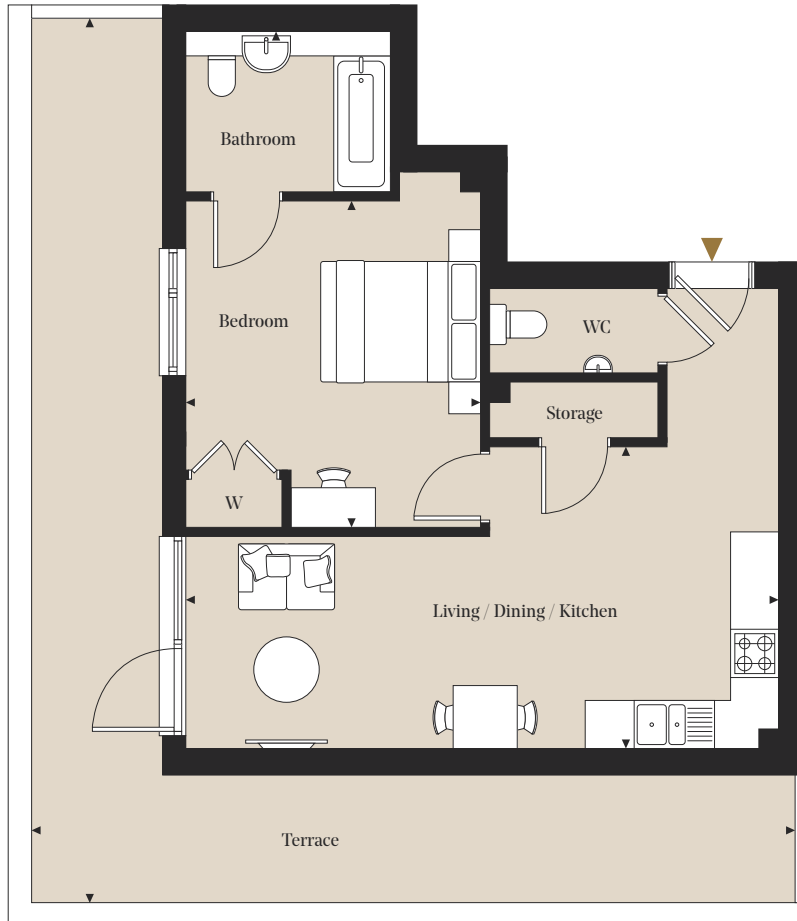 Bathroom
Bedroom
WC
Storage
W
Living / Dining / Kitchen
Terrace